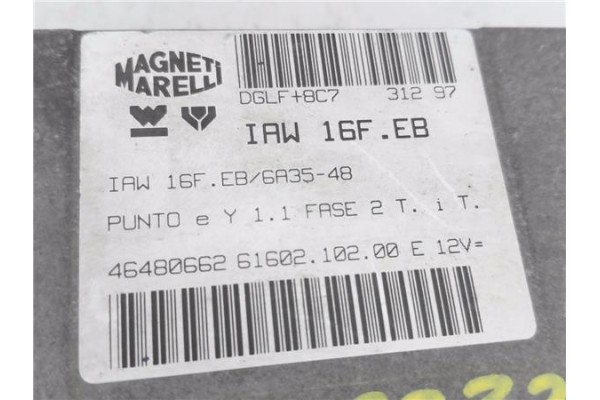 MAGNETI
MARELLI
DGLF+8C7 312 97
IAW 16F.EB
IAW 16F.EB/6A35-48
PUNTO e Y 1.1 FASE 2 T. i T.
46480662 61602.102.00 E 12V=